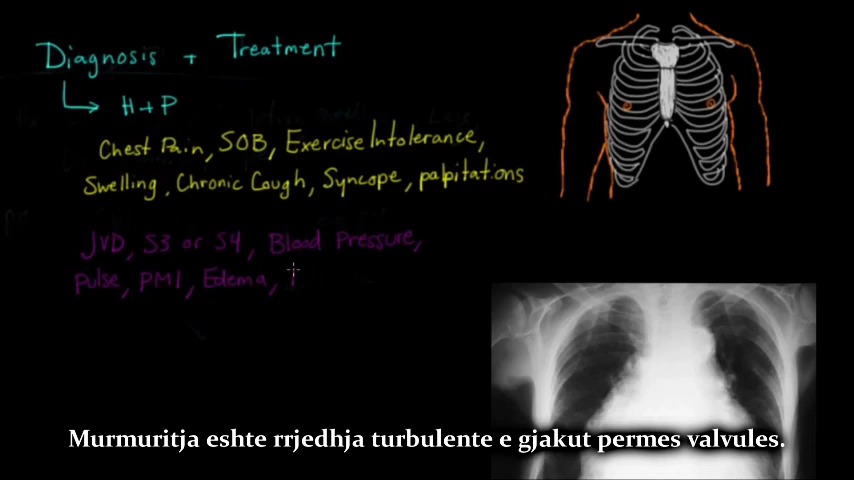 Diagnosis + Treatment
H+P
Chest Pain, SOB, Exercise Intolerance,
Swelling, Chronic Cough, Syncope, palpitations
JVD, S3 or S4, Blood Pressure,
Pulse, PMI, Edema,
Murmuritja eshte rrjedhja turbulente e gjakut permes valvules.